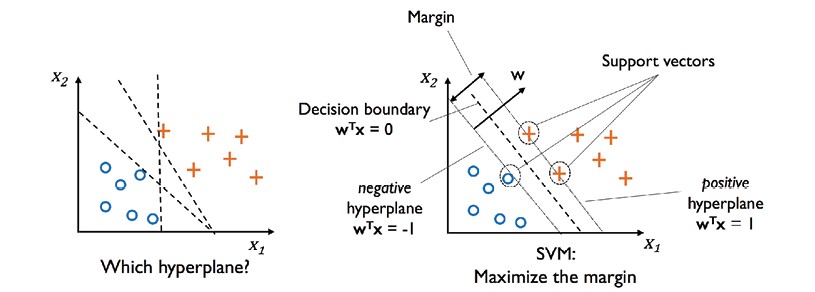 Margin
X2
X2
w
Support vectors
Decision boundary
wTx = 0
negative
hyperplane
wTx = -1
positive
hyperplane
wTx = 1
X1
X1
Which hyperplane?
SVM:
Maximize the margin